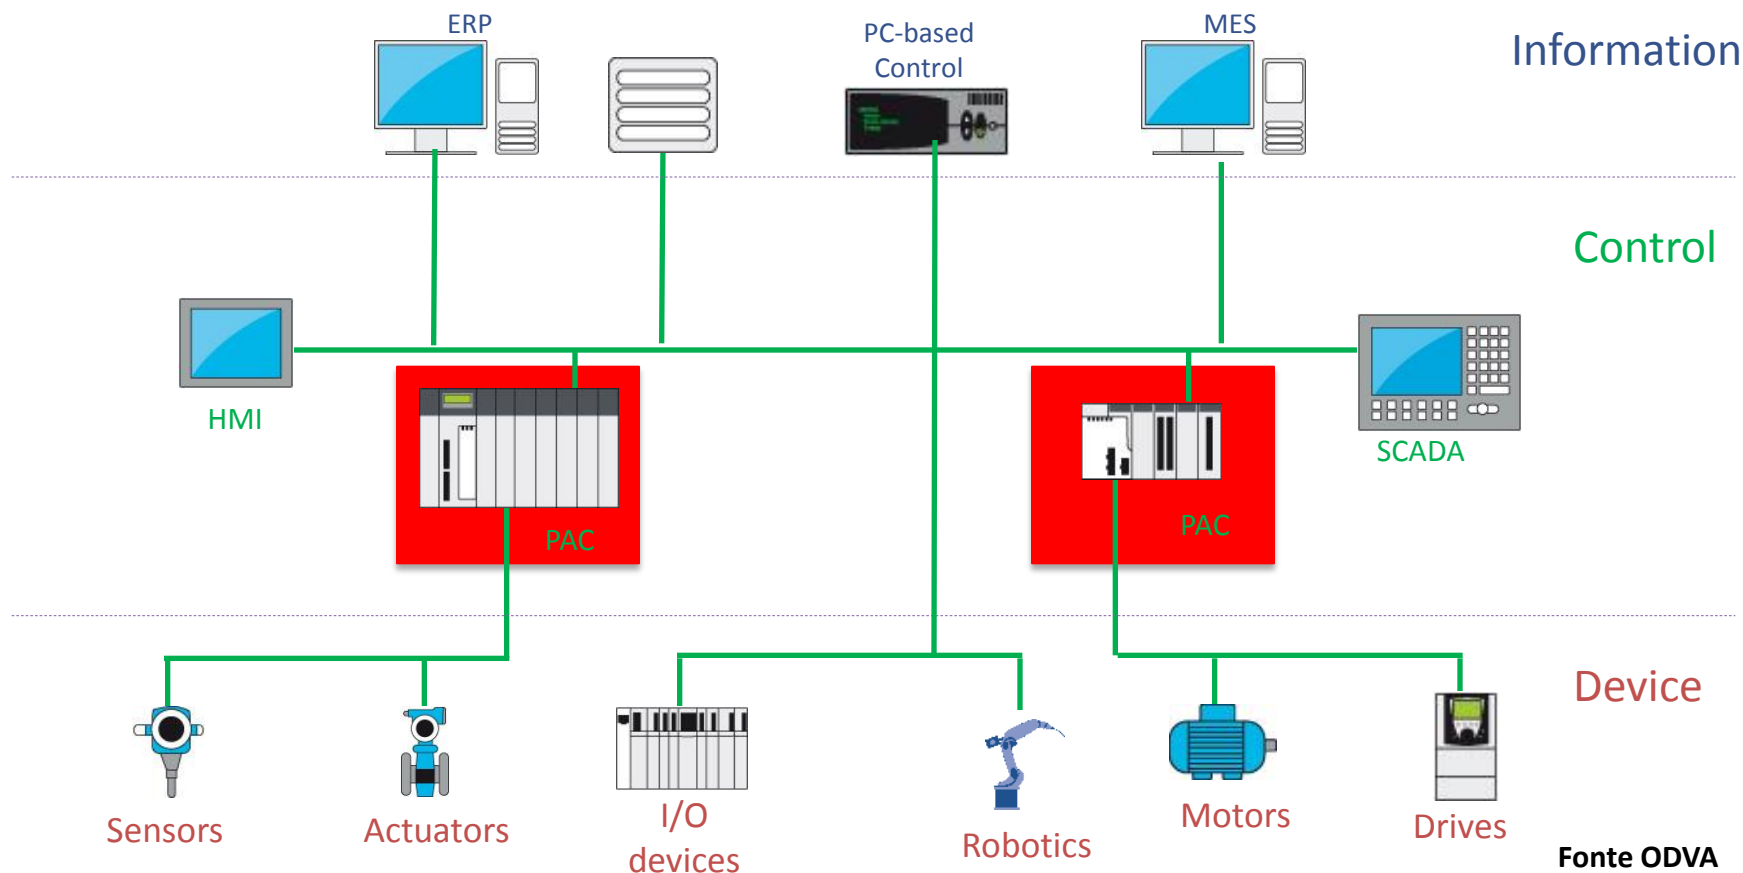 ERP
PC-based
Control
MES
Information
Control
HMI
SCADA
PAC
PAC
Device
Sensors
Actuators
I/O
devices
Robotics
Motors
Drives
Fonte ODVA